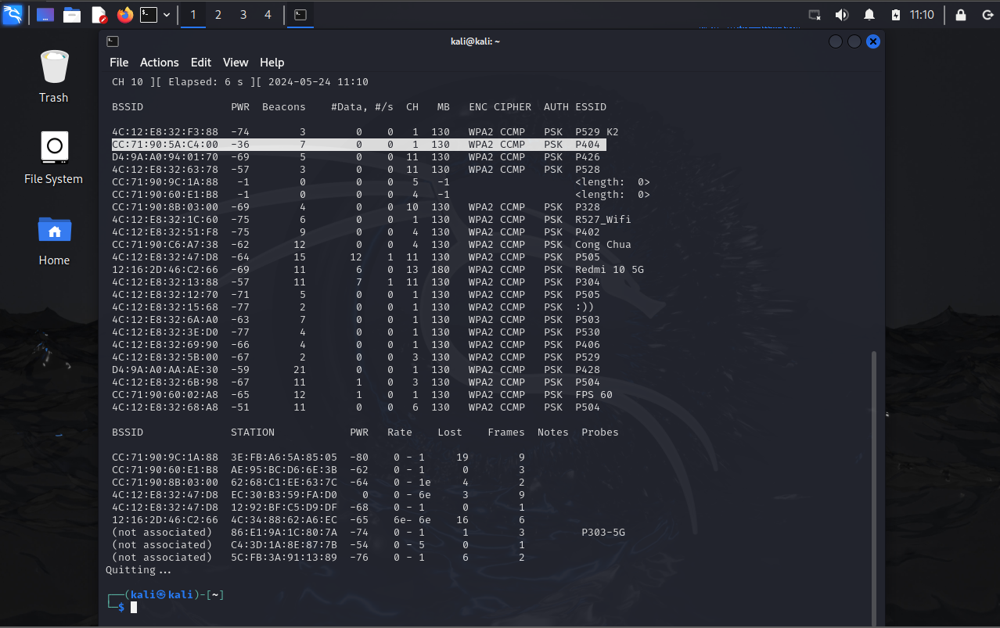 1 2 3 4 11:10
kali@kali: ~
Trash
File System
Home
File Actions Edit View Help
CH 10 ][ Elapsed: 6 s ][ 2024-05-24 11:10
BSSID PWR Beacons #Data, #/s CH MB ENC CIPHER AUTH ESSID
4C:12:E8:32:F3:88 -74 3 0 0 1 130 WPA2 CCMP PSK P529 K2
CC:71:90:5A:C4:00 -36 7 0 0 1 130 WPA2 CCMP PSK P404
D4:9A:A0:94:01:70 -69 5 0 0 11 130 WPA2 CCMP PSK P426
4C:12:E8:32:63:78 -57 3 0 0 11 130 WPA2 CCMP PSK P528
CC:71:90:9C:1A:88 -1 0 0 0 5 -1 <length: 0>
CC:71:90:60:E1:B8 -1 0 0 0 4 -1 <length: 0>
CC:71:90:8B:03:00 -69 4 0 0 10 130 WPA2 CCMP PSK P328
4C:12:E8:32:1C:60 -75 6 0 0 1 130 WPA2 CCMP PSK R527_Wifi
4C:12:E8:32:51:F8 -75 9 0 0 4 130 WPA2 CCMP PSK P402
CC:71:90:C6:A7:38 -62 12 0 0 4 130 WPA2 CCMP PSK Cong Chua
4C:12:E8:32:47:D8 -64 15 12 1 11 130 WPA2 CCMP PSK P505
12:16:2D:46:C2:66 -69 11 6 0 13 180 WPA2 CCMP PSK Redmi 10 5G
4C:12:E8:32:13:88 -57 11 7 1 11 130 WPA2 CCMP PSK P304
4C:12:E8:32:12:70 -71 5 0 0 1 130 WPA2 CCMP PSK P505
4C:12:E8:32:15:68 -77 2 0 0 1 130 WPA2 CCMP PSK :))
4C:12:E8:32:6A:A0 -63 7 0 0 1 130 WPA2 CCMP PSK P503
4C:12:E8:32:3E:D0 -77 4 0 0 1 130 WPA2 CCMP PSK P530
4C:12:E8:32:69:90 -66 4 0 0 1 130 WPA2 CCMP PSK P406
4C:12:E8:32:5B:00 -67 2 0 0 3 130 WPA2 CCMP PSK P529
D4:9A:A0:AA:AE:30 -59 21 0 0 1 130 WPA2 CCMP PSK P428
4C:12:E8:32:6B:98 -67 11 1 0 3 130 WPA2 CCMP PSK P504
CC:71:90:60:02:A8 -65 12 1 0 1 130 WPA2 CCMP PSK FPS 60
4C:12:E8:32:68:A8 -51 11 0 0 6 130 WPA2 CCMP PSK P504
BSSID STATION PWR Rate Lost Frames Notes Probes
CC:71:90:9C:1A:88 3E:FB:A6:5A:85:05 -80 0 - 1 19 9
CC:71:90:60:E1:B8 AE:95:BC:D6:6E:3B -62 0 - 1 0 3
CC:71:90:8B:03:00 62:68:C1:EE:63:7C -64 0 - 1e 4 2
4C:12:E8:32:47:D8 EC:30:B3:59:FA:D0 0 0 - 6e 3 9
4C:12:E8:32:47:D8 12:92:BF:C5:D9:DF -68 0 - 1 0 1
12:16:2D:46:C2:66 4C:34:88:62:A6:EC -65 6e- 6e 16 6
(not associated) 86:E1:9A:1C:80:7A -74 0 - 1 1 3 P303-5G
(not associated) C4:3D:1A:8E:87:7B -54 0 - 5 0 1
(not associated) 5C:FB:3A:91:13:89 -76 0 - 1 6 2
Quitting...
┌──(kali㉿kali)-[~]
└─$